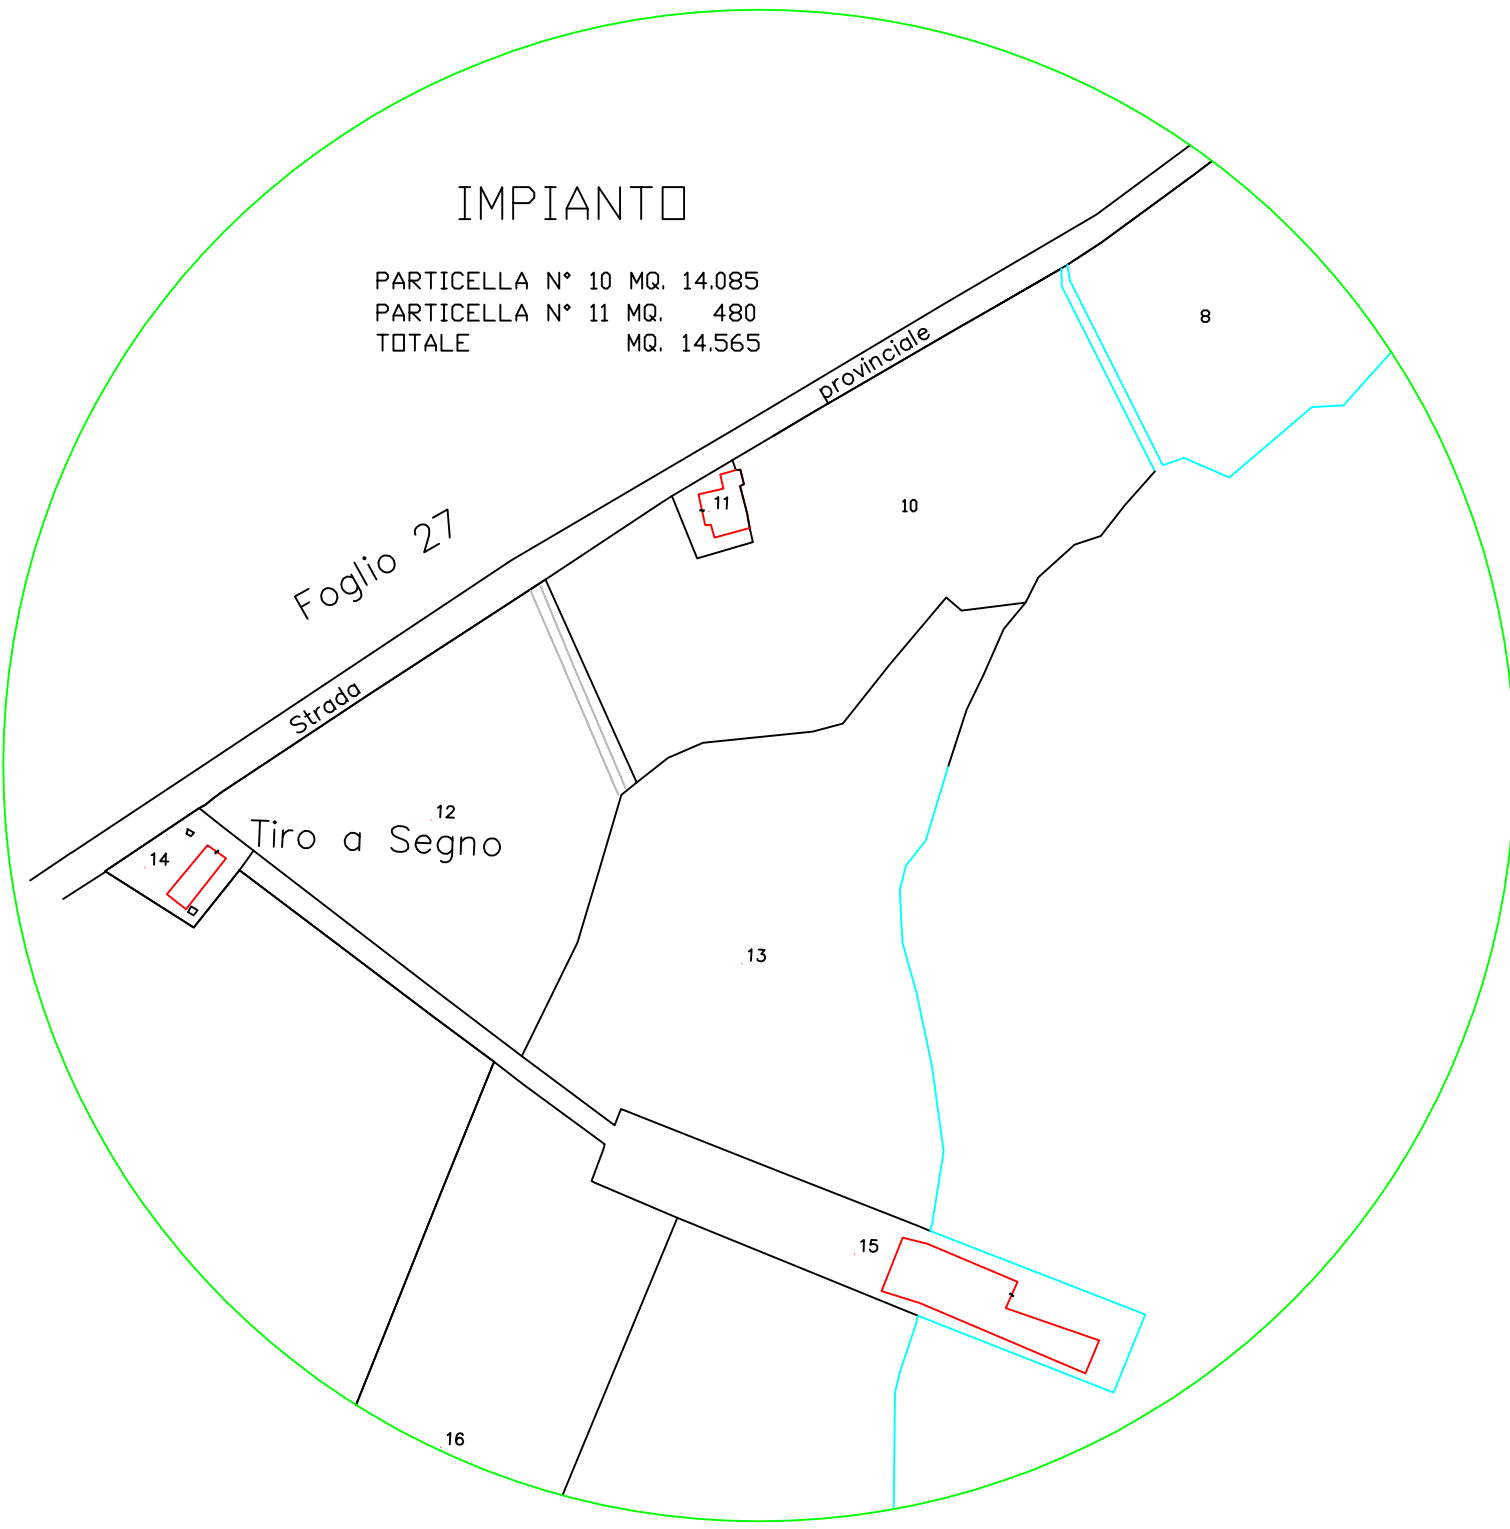 IMPIANTO
PARTICELLA N° 10 MQ. 14.085
PARTICELLA N° 11 MQ. 480
TOTALE MQ. 14.565
8
provinciale
11
10
Foglio 27
Strada
12
Tiro a Segno
14
13
15
16